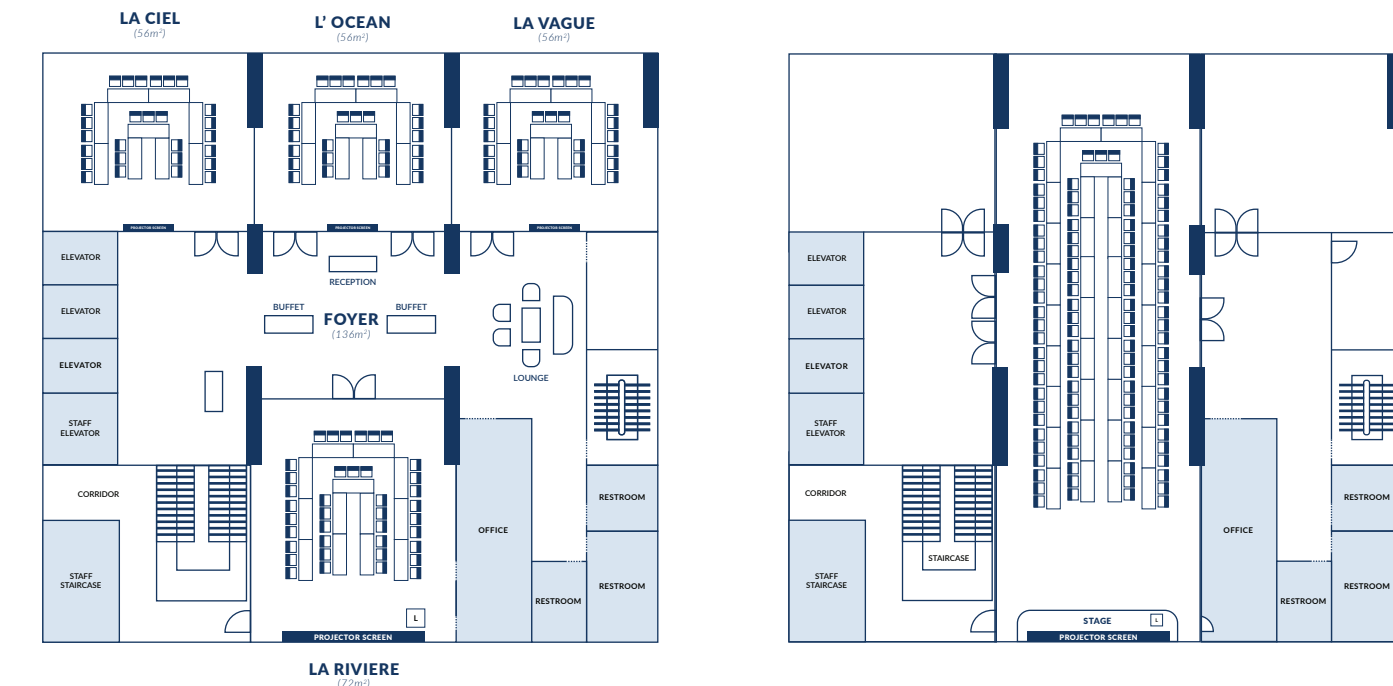 LA CIEL
(56m²)
L' OCEAN
(56m²)
LA VAGUE
(56m²)
PROJECTOR SCREEN
PROJECTOR SCREEN
PROJECTOR SCREEN
ELEVATOR
ELEVATOR
ELEVATOR
STAFF
ELEVATOR
RECEPTION
BUFFET
BUFFET
FOYER
(136m²)
LOUNGE
CORRIDOR
STAFF
STAIRCASE
OFFICE
RESTROOM
RESTROOM
RESTROOM
L
PROJECTOR SCREEN
LA RIVIERE
(72m²)
ELEVATOR
ELEVATOR
ELEVATOR
STAFF
ELEVATOR
CORRIDOR
STAIRCASE
STAFF
STAIRCASE
OFFICE
RESTROOM
RESTROOM
RESTROOM
STAGE
L
PROJECTOR SCREEN